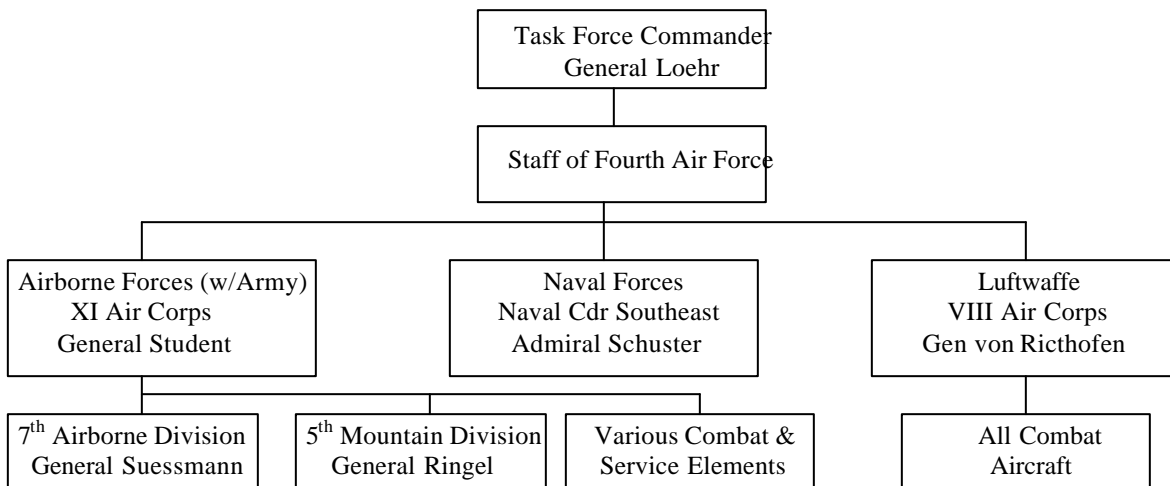 Task Force Commander
General Loehr
Staff of Fourth Air Force
Airborne Forces (w/Army)
XI Air Corps
General Student
Naval Forces
Naval Cdr Southeast
Admiral Schuster
Luftwaffe
VIII Air Corps
Gen von Ricthofen
7th Airborne Division
General Suessmann
5th Mountain Division
General Ringel
Various Combat &
Service Elements
All Combat
Aircraft